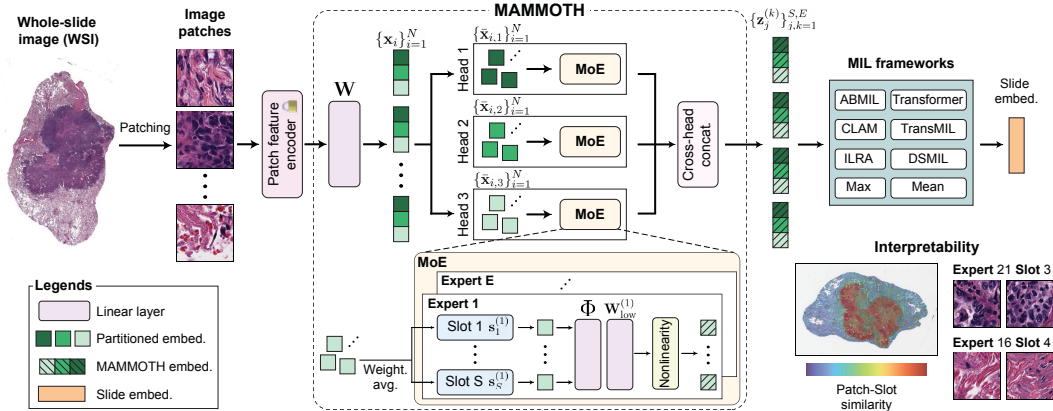 MAMMOTH
Whole-slide
image (WSI)
Image
patches
Patching
Patch feature
encoder
W
{x_i}_{i=1}^N
Head 1
{x̄_{i,1}}_{i=1}^N
MoE
Head 2
{x̄_{i,2}}_{i=1}^N
MoE
Head 3
{x̄_{i,3}}_{i=1}^N
MoE
Cross-head
concat.
{z_j^{(k)}}_{j,k=1}^{S,E}
MIL frameworks
ABMIL
Transformer
CLAM
TransMIL
ILRA
DSMIL
Max
Mean
Slide
embed.
Legends
Linear layer
Partitioned embed.
MAMMOTH embed.
Slide embed.
MoE
Expert E
Expert 1
Weight.
avg.
Slot 1 s_1^{(1)}
Slot S s_S^{(1)}
Φ
W_{low}^{(1)}
Nonlinearity
Interpretability
Patch-Slot
similarity
Expert 21 Slot 3
Expert 16 Slot 4